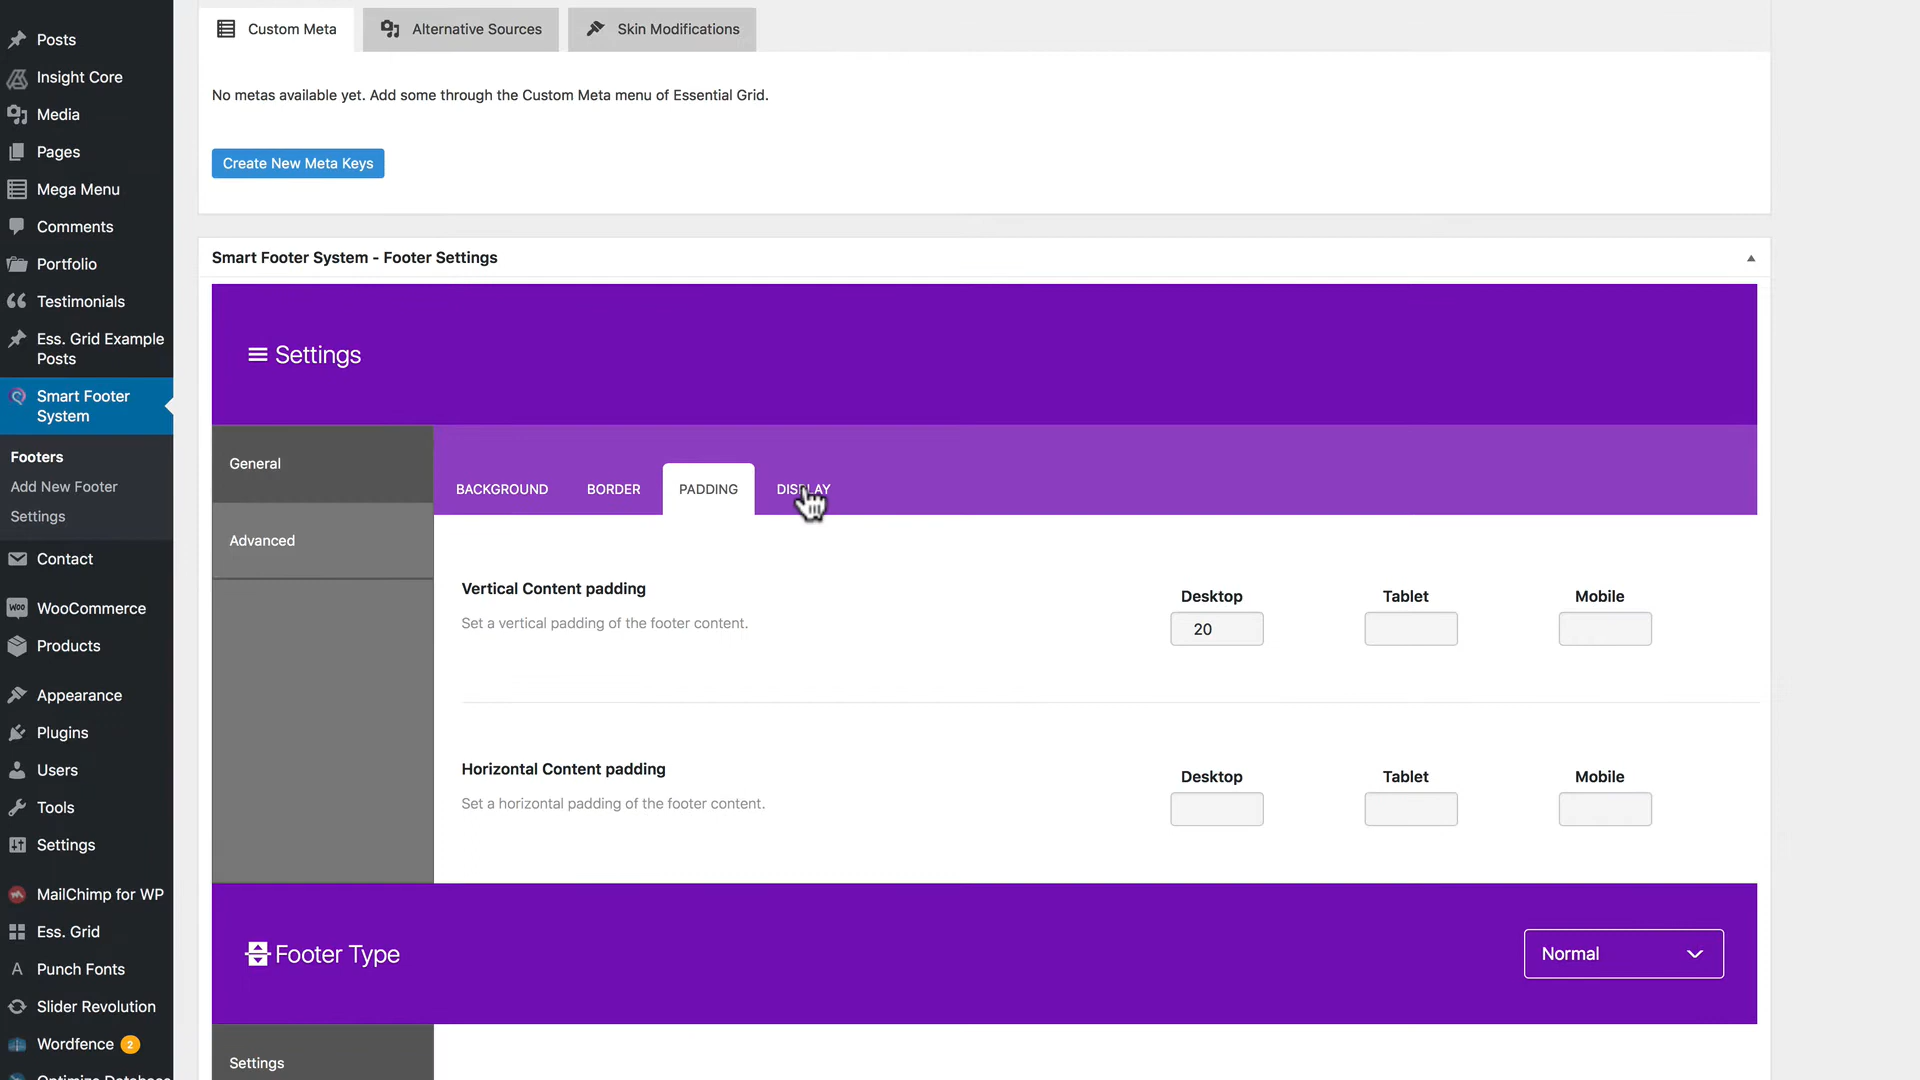 Posts
Insight Core
Media
Pages
Mega Menu
Comments
Portfolio
Testimonials
Ess. Grid Example
Posts
Smart Footer
System
Footers
Add New Footer
Settings
Contact
WooCommerce
Products
Appearance
Plugins
Users
Tools
Settings
MailChimp for WP
Ess. Grid
Punch Fonts
Slider Revolution
Wordfence 2
Optimize Database
Custom Meta
Alternative Sources
Skin Modifications
No metas available yet. Add some through the Custom Meta menu of Essential Grid.
Create New Meta Keys
Smart Footer System - Footer Settings
Settings
General
Advanced
BACKGROUND
BORDER
PADDING
DISPLAY
Vertical Content padding
Set a vertical padding of the footer content.
Desktop
Tablet
Mobile
20
Horizontal Content padding
Set a horizontal padding of the footer content.
Desktop
Tablet
Mobile
Footer Type
Normal
Settings